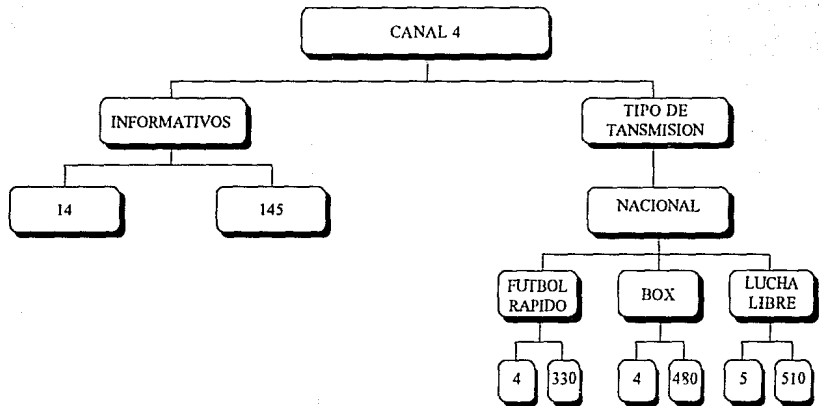 CANAL 4
INFORMATIVOS
TIPO DE
TANSMISION
14
145
NACIONAL
FUTBOL
RAPIDO
BOX
LUCHA
LIBRE
4
330
4
480
5
510